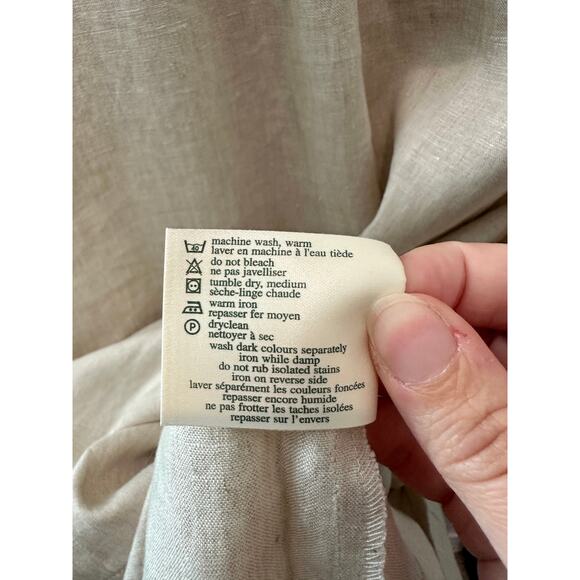 40 machine wash, warm
laver en machine à l'eau tiède
do not bleach
ne pas javelliser
tumble dry, medium
sèche-linge chaude
warm iron
repasser fer moyen
P dryclean
nettoyer à sec
wash dark colours separately
iron while damp
do not rub isolated stains
iron on reverse side
laver séparément les couleurs foncées
repasser encore humide
ne pas frotter les taches isolées
repasser sur l'envers